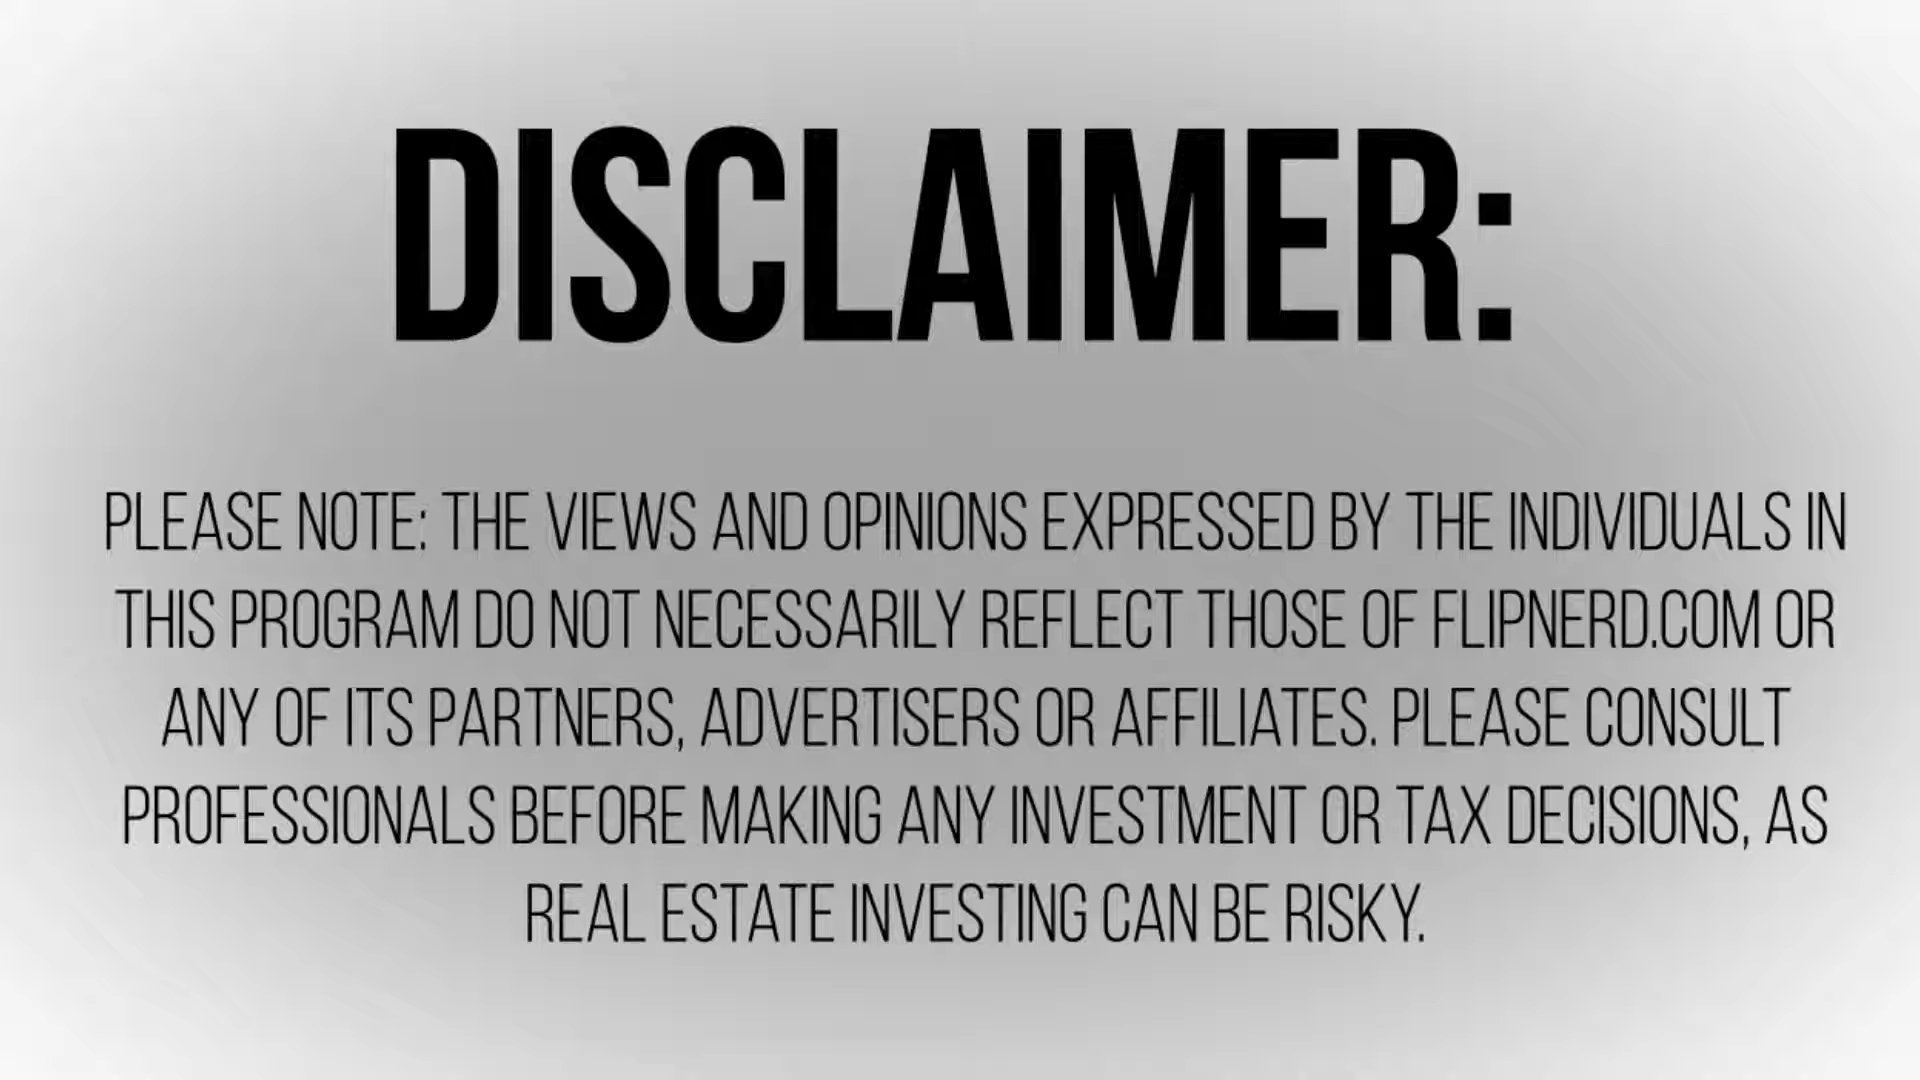 DISCLAIMER:
PLEASE NOTE: THE VIEWS AND OPINIONS EXPRESSED BY THE INDIVIDUALS IN
THIS PROGRAM DO NOT NECESSARILY REFLECT THOSE OF FLIPNERD.COM OR
ANY OF ITS PARTNERS, ADVERTISERS OR AFFILIATES. PLEASE CONSULT
PROFESSIONALS BEFORE MAKING ANY INVESTMENT OR TAX DECISIONS, AS
REAL ESTATE INVESTING CAN BE RISKY.